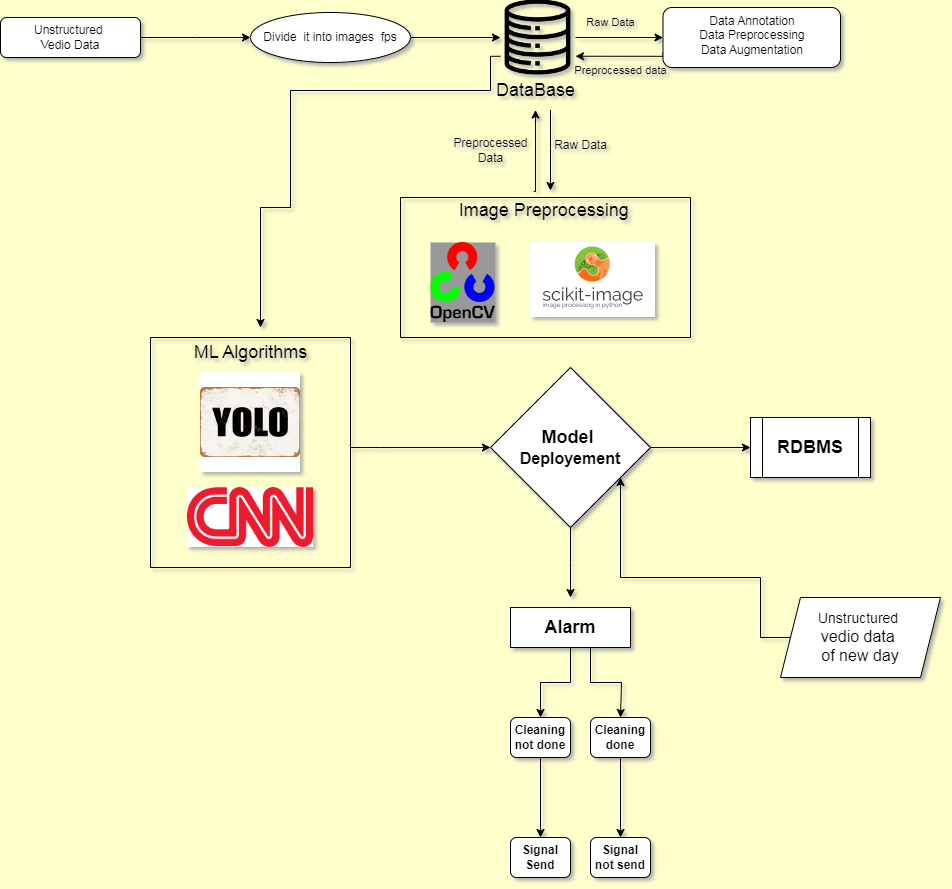 Unstructured
Vedio Data
Divide it into images fps
Raw Data
Data Annotation
Data Preprocessing
Data Augmentation
Preprocessed data
DataBase
Preprocessed
Data
Raw Data
Image Preprocessing
OpenCV
scikit-image
image processing in python
ML Algorithms
YOLO
CNN
Model
Deployement
RDBMS
Alarm
Unstructured
vedio data
of new day
Cleaning
not done
Cleaning
done
Signal
Send
Signal
not send